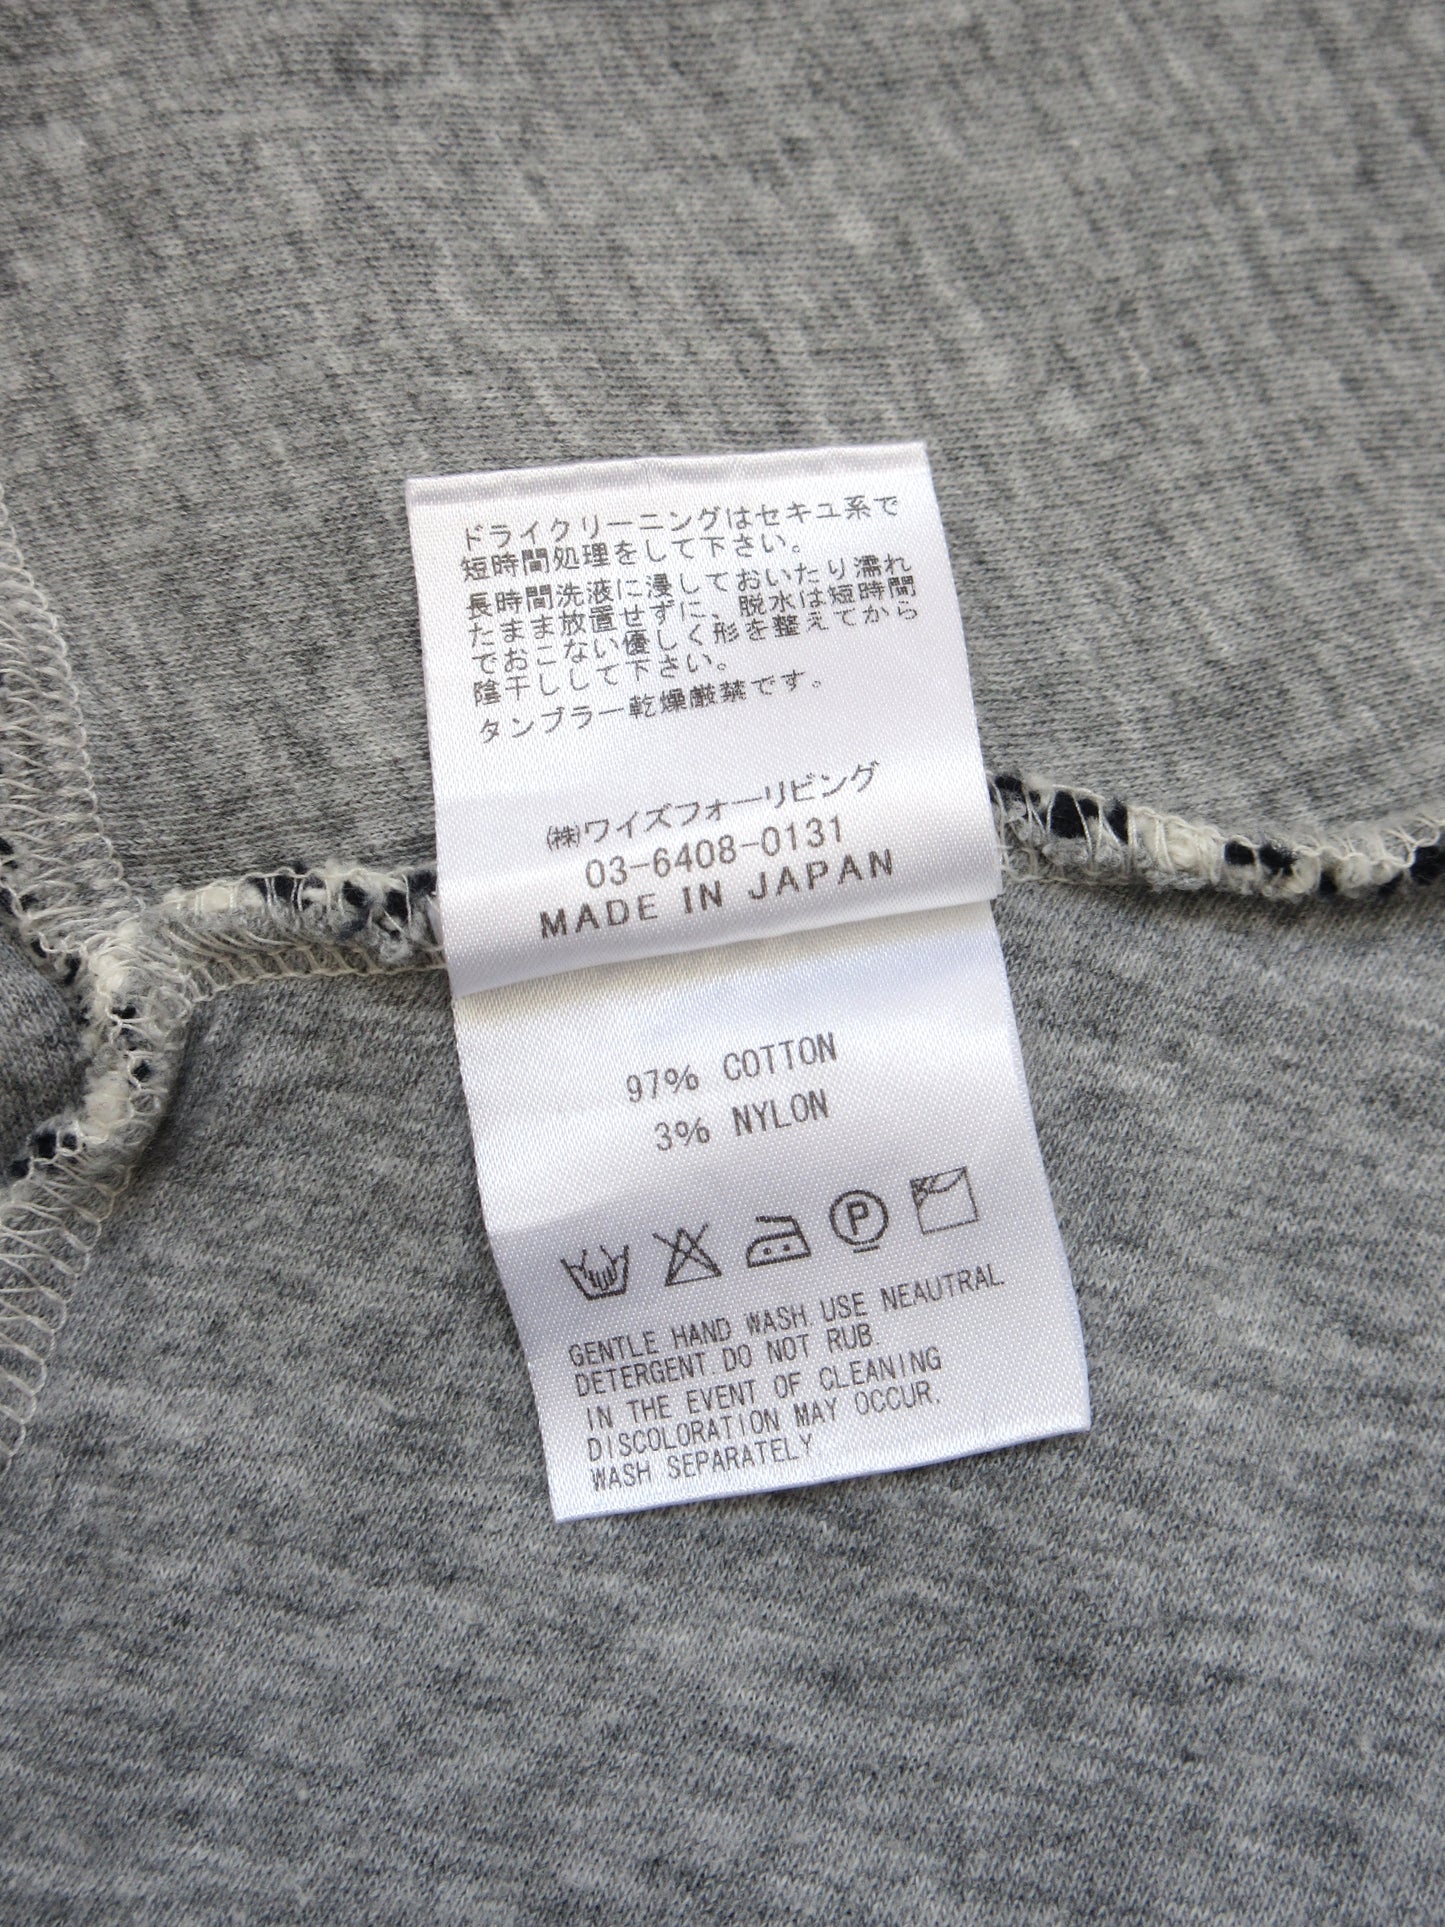 ドライクリーニングはセキユ系で
短時間処理をして下さい。
長時間洗液に浸しておいたり濡れ
たまま放置せずに、脱水は短時間
でおこない優しく形を整えてから
陰干しして下さい。
タンブラー乾燥厳禁です。
㈱ワイズフォーリビング
03-6408-0131
MADE IN JAPAN
97% COTTON
3% NYLON
P
GENTLE HAND WASH. USE NEAUTRAL
DETERGENT. DO NOT RUB.
IN THE EVENT OF CLEANING
DISCOLORATION MAY OCCUR.
WASH SEPARATELY